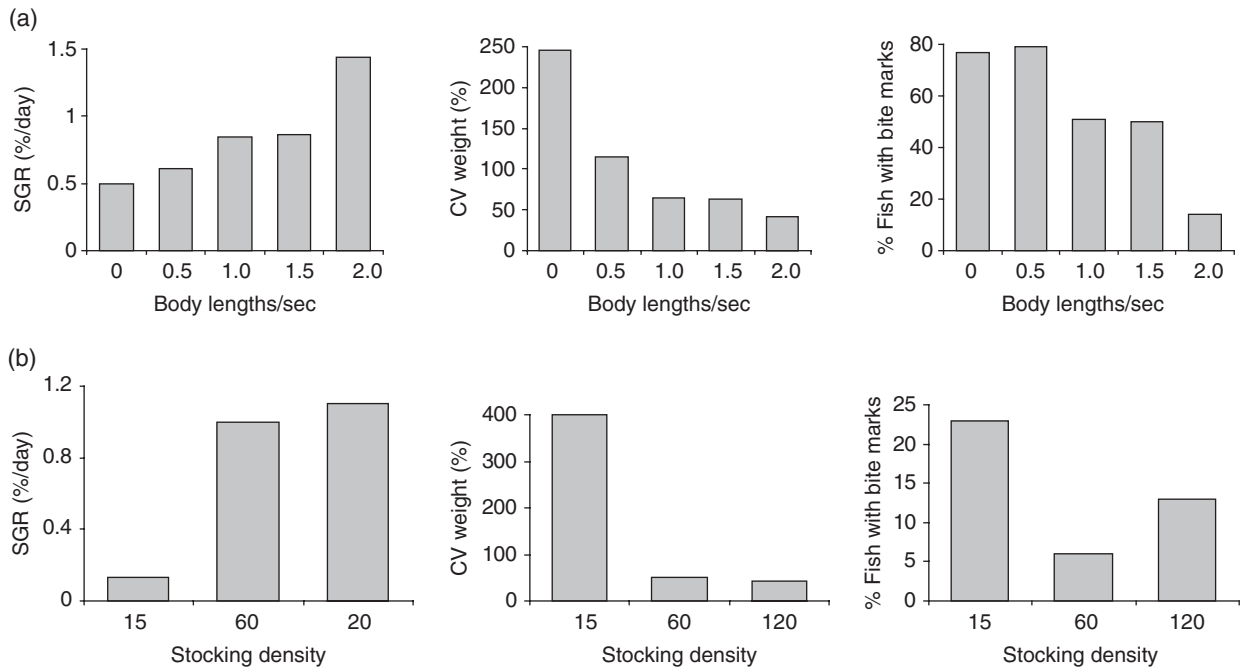 (a)
SGR (%/day)
1.5
1
0.5
0
0 0.5 1.0 1.5 2.0
Body lengths/sec
CV weight (%)
250
200
150
100
50
0
0 0.5 1.0 1.5 2.0
Body lengths/sec
% Fish with bite marks
80
60
40
20
0
0 0.5 1.0 1.5 2.0
Body lengths/sec
(b)
SGR (%/day)
1.2
0.8
0.4
0
15 60 20
Stocking density
CV weight (%)
400
300
400
100
0
15 60 120
Stocking density
% Fish with bite marks
25
20
15
10
5
0
15 60 120
Stocking density